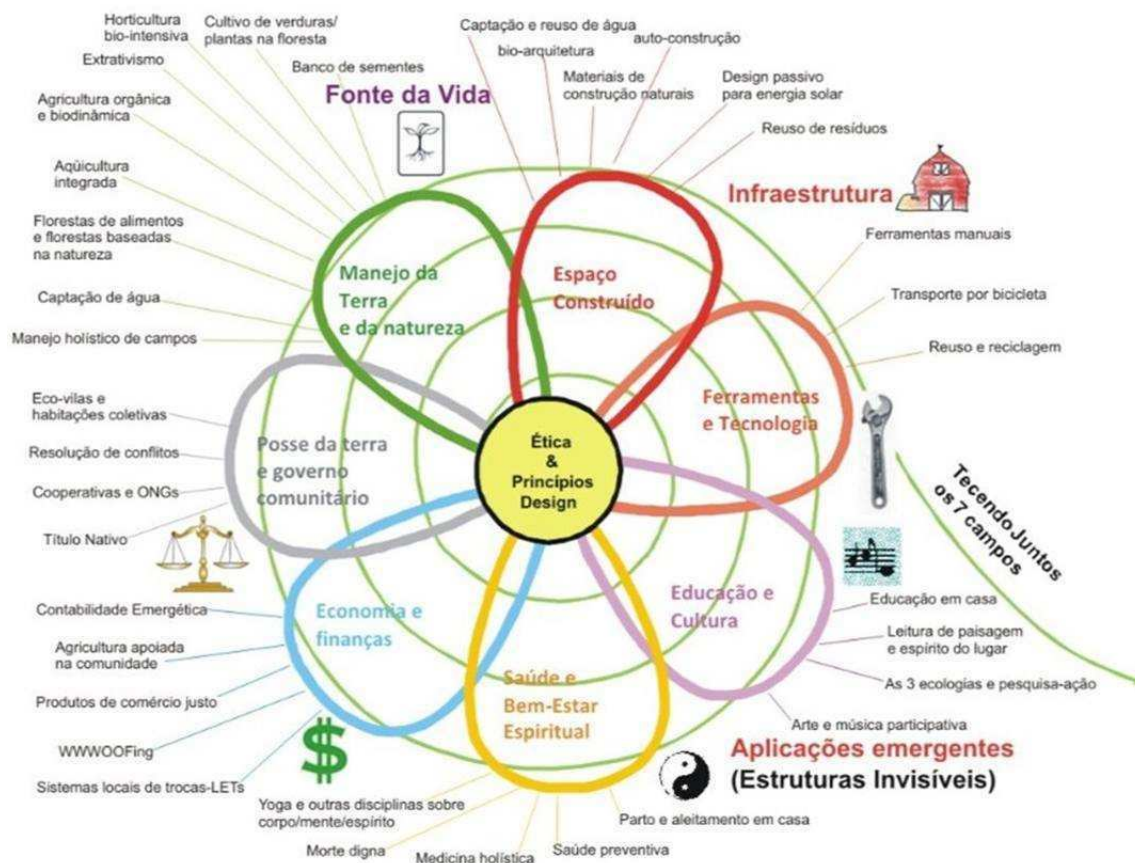 Horticultura
bio-intensiva
Cultivo de verduras/
plantas na floresta
Extrativismo
Banco de sementes
Fonte da Vida
Agricultura orgânica
e biodinâmica
Aqüicultura
integrada
Florestas de alimentos
e florestas baseadas
na natureza
Captação de água
Manejo holístico de campos
Manejo da
Terra
e da natureza
Captação e reuso de água
bio-arquitetura
auto-construção
Materiais de
construção naturais
Design passivo
para energia solar
Reuso de resíduos
Infraestrutura
Espaço
Construído
Ferramentas manuais
Transporte por bicicleta
Reuso e reciclagem
Ferramentas
e Tecnologia
Ética
&
Princípios
Design
Eco-vilas e
habitações coletivas
Resolução de conflitos
Cooperativas e ONGs
Título Nativo
Posse da terra
e governo
comunitário
Tecendo Juntos
os 7 campos
Contabilidade Emergética
Agricultura apoiada
na comunidade
Produtos de comércio justo
WWWOOFing
Sistemas locais de trocas-LETs
Economia e
finanças
$
Educação e
Cultura
Educação em casa
Leitura de paisagem
e espírito do lugar
As 3 ecologias e pesquisa-ação
Arte e música participativa
Saúde e
Bem-Estar
Espiritual
Aplicações emergentes
(Estruturas Invisíveis)
Yoga e outras disciplinas sobre
corpo/mente/espírito
Morte digna
Medicina holística
Saúde preventiva
Parto e aleitamento em casa